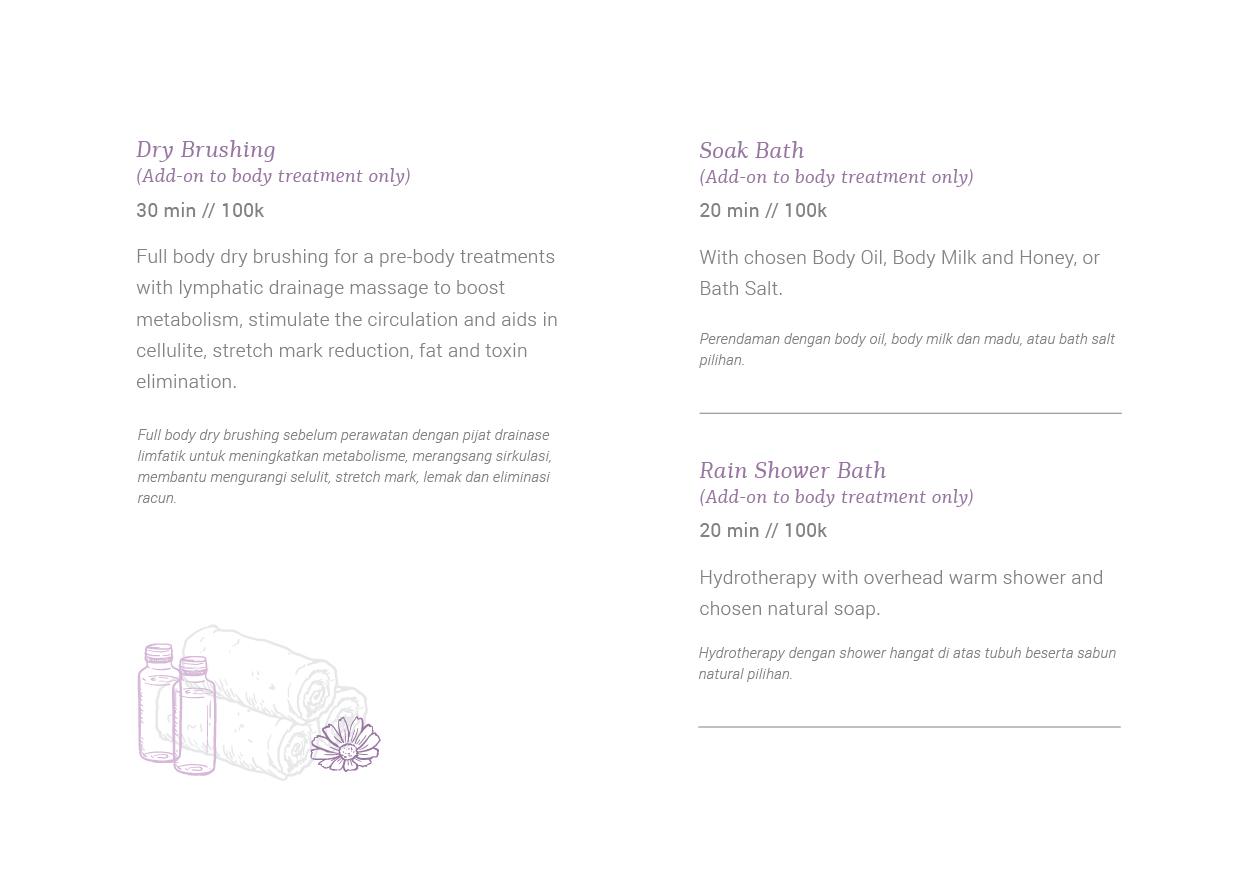 Dry Brushing
(Add-on to body treatment only)
30 min // 100k
Full body dry brushing for a pre-body treatments
with lymphatic drainage massage to boost
metabolism, stimulate the circulation and aids in
cellulite, stretch mark reduction, fat and toxin
elimination.
Full body dry brushing sebelum perawatan dengan pijat drainase
limfatik untuk meningkatkan metabolisme, merangsang sirkulasi,
membantu mengurangi selulit, stretch mark, lemak dan eliminasi
racun.
Soak Bath
(Add-on to body treatment only)
20 min // 100k
With chosen Body Oil, Body Milk and Honey, or
Bath Salt.
Perendaman dengan body oil, body milk dan madu, atau bath salt
pilihan.
Rain Shower Bath
(Add-on to body treatment only)
20 min // 100k
Hydrotherapy with overhead warm shower and
chosen natural soap.
Hydrotherapy dengan shower hangat di atas tubuh beserta sabun
natural pilihan.